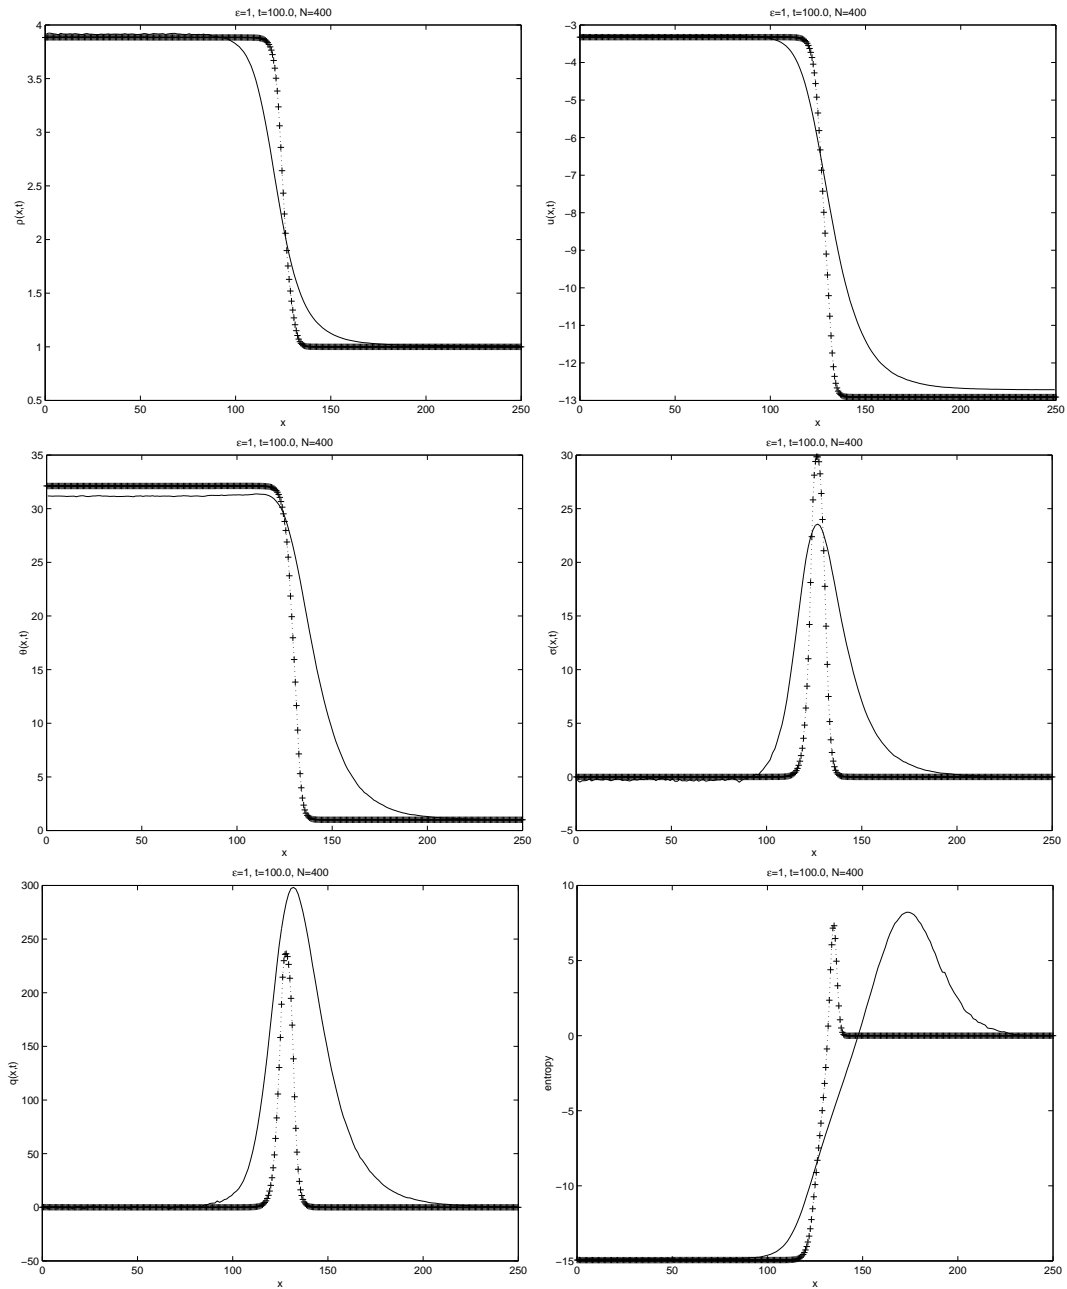 ε=1, t=100.0, N=400
4
3.5
3
2.5
2
1.5
1
0.5
ρ(x,t)
0 50 100 150 200 250
x
ε=1, t=100.0, N=400
−3
−4
−5
−6
−7
−8
−9
−10
−11
−12
−13
u(x,t)
0 50 100 150 200 250
x
ε=1, t=100.0, N=400
35
30
25
20
15
10
5
0
θ(x,t)
0 50 100 150 200 250
x
ε=1, t=100.0, N=400
30
25
20
15
10
5
0
−5
σ(x,t)
0 50 100 150 200 250
x
ε=1, t=100.0, N=400
300
250
200
150
100
50
0
−50
q(x,t)
0 50 100 150 200 250
x
ε=1, t=100.0, N=400
10
5
0
−5
−10
−15
entropy
0 50 100 150 200 250
x